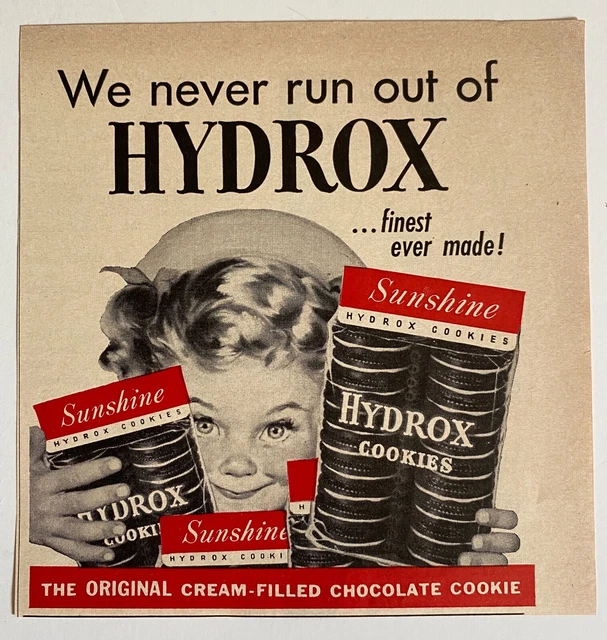 We never run out of
HYDROX
...finest
ever made!
Sunshine
HYDROX COOKIES
HYDROX
COOKIES
Sunshine
HYDROX COOKIES
HYDROX
COOKI
H
Sunshine
HYDROX COOKI
THE ORIGINAL CREAM-FILLED CHOCOLATE COOKIE